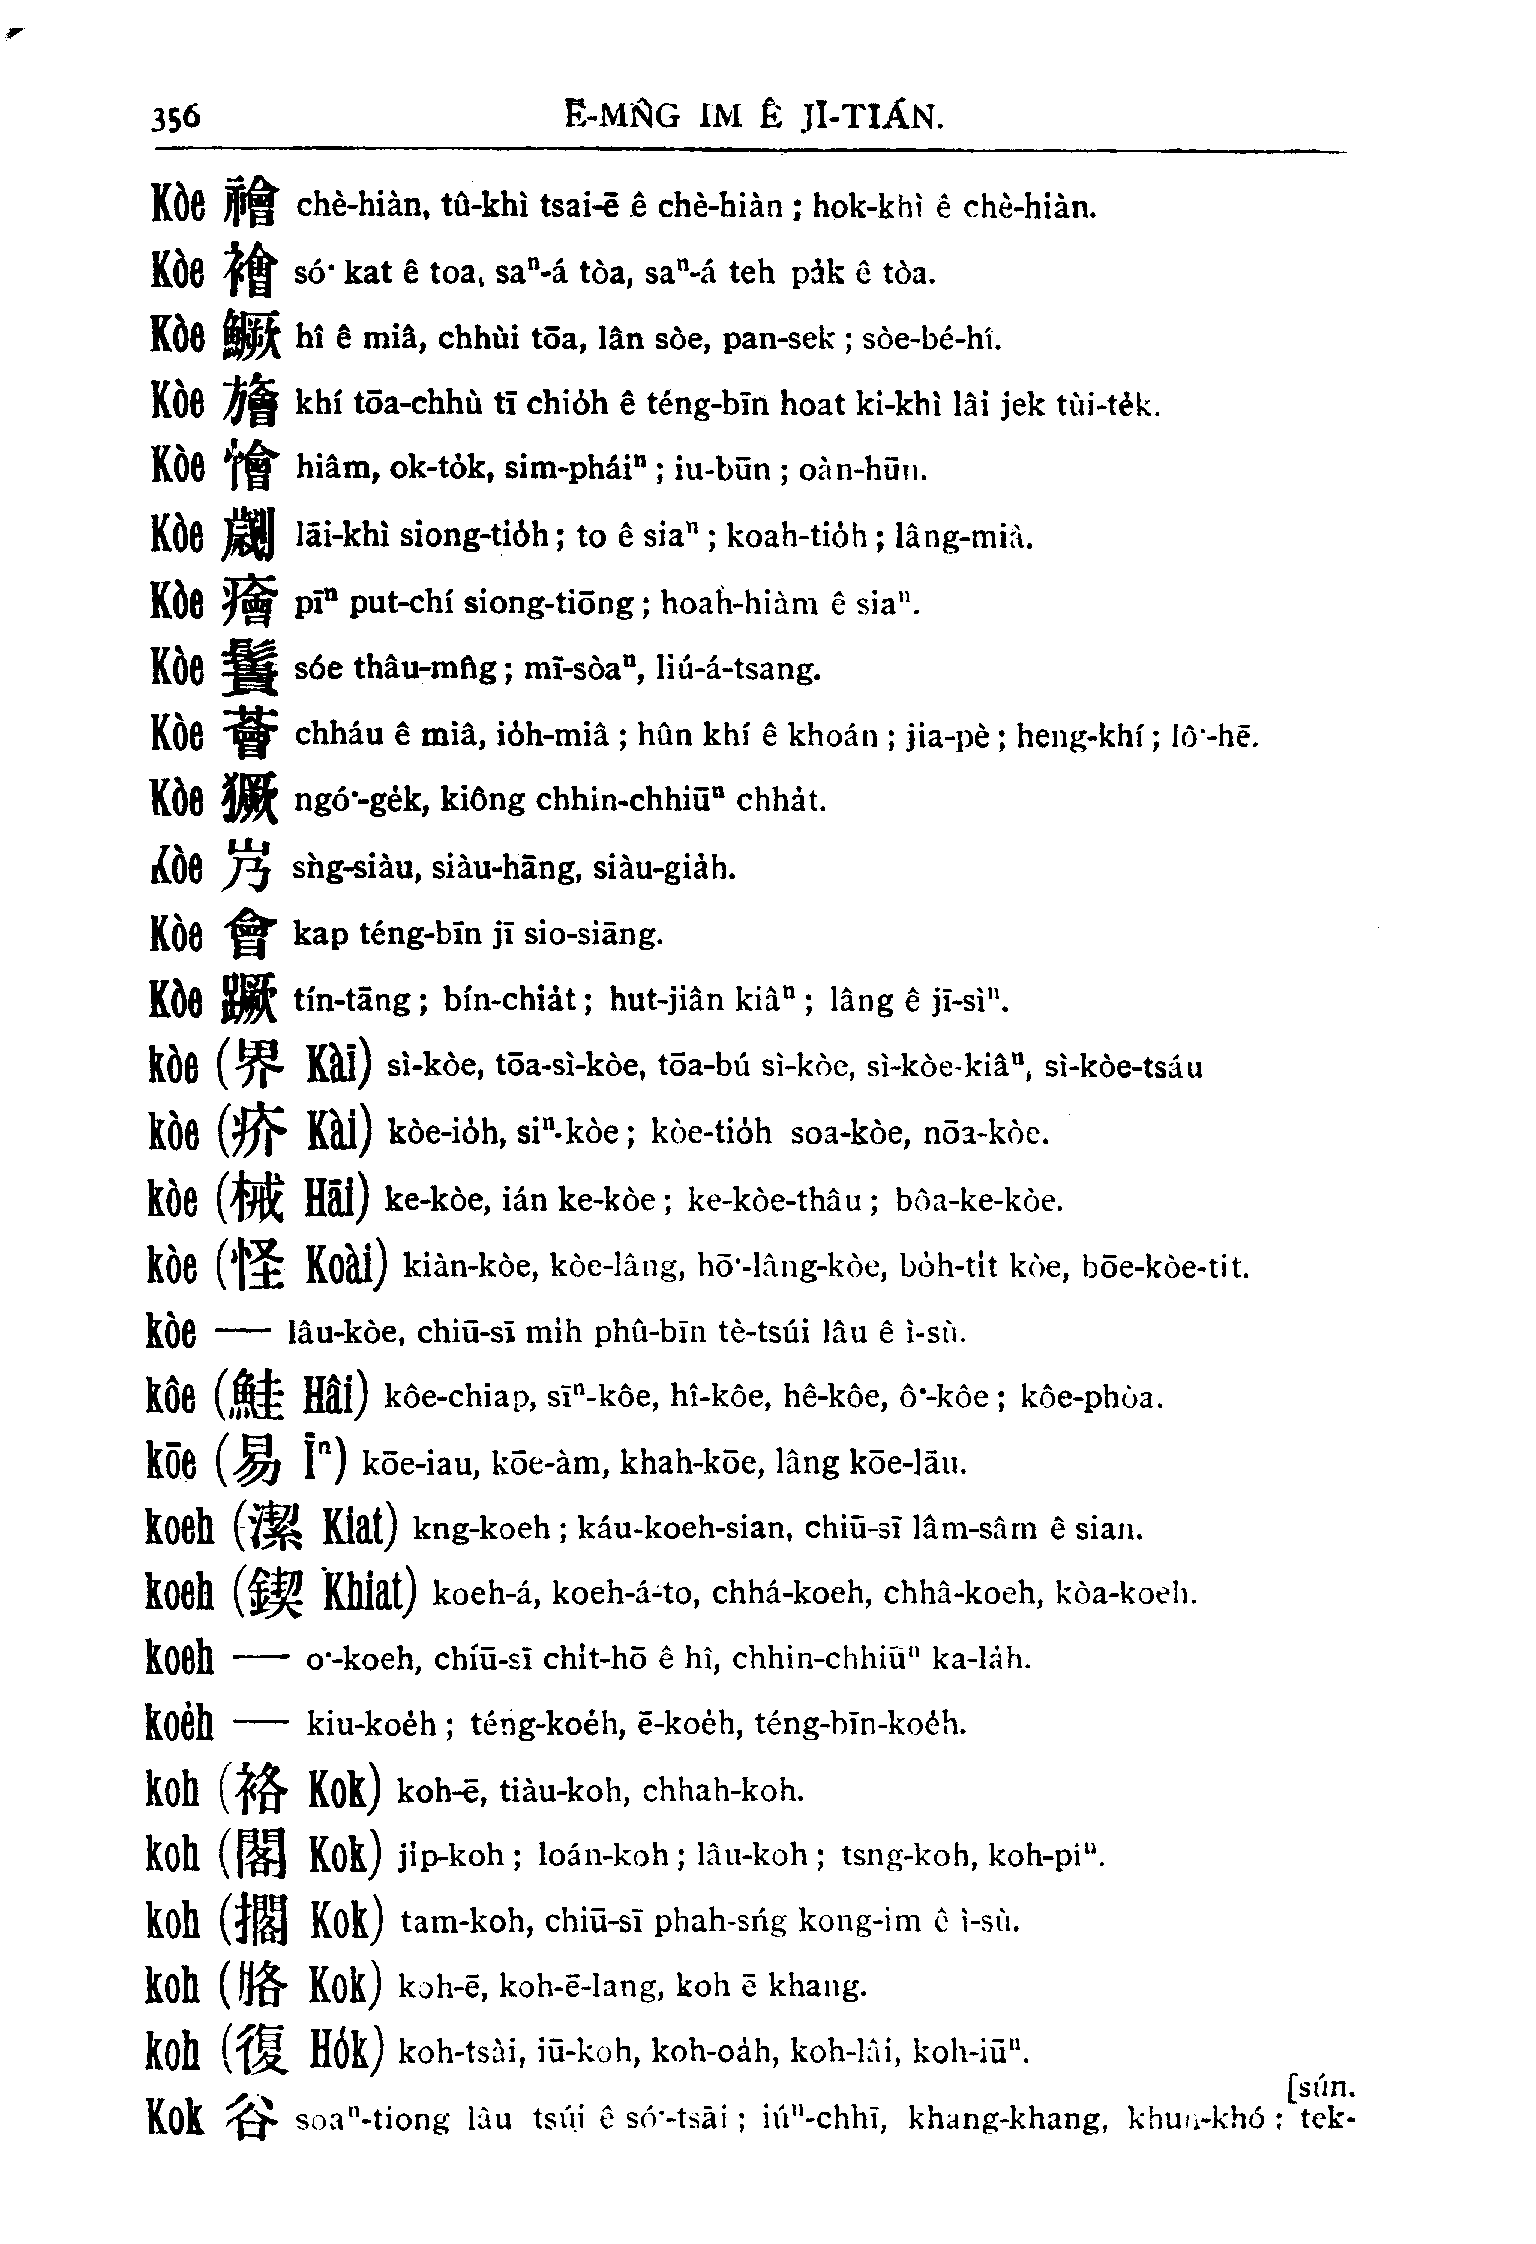 356 Ē-MN̂G IM Ê JĪ-TIÁN.
Kòe 禬 chè-hiàn, tû-khì tsai-ē ê chè-hiàn ; hok-khì ê chè-hiàn.
Kòe 襘 só͘ kat ê toa, saⁿ-á tòa, saⁿ-á teh pa̍k ê tòa.
Kòe 鱖 hî ê miâ, chhùi tōa, lân sòe, pan-sek ; sòe-bé-hí.
Kòe 旝 khí tōa-chhù tī chio̍h ê téng-bīn hoat ki-khì lâi jek tùi-te̍k.
Kòe 懀 hiâm, ok-to̍k, sim-pháiⁿ ; iu-būn ; oàn-hūn.
Kòe 劌 lāi-khì siong-tio̍h ; to ê siaⁿ ; koah-tio̍h ; lâng-mià.
Kòe 癐 pīⁿ put-chí siong-tiōng ; hoah-hiàm ê siaⁿ.
Kòe 鬢 sóe thâu-mn̂g ; mī-sòaⁿ, liú-á-tsang.
Kòe 薈 chháu ê miâ, io̍h-miâ ; hûn khí ê khoán ; jia-pè ; heng-khí ; lô͘-hē.
Kòe 獗 ngó͘-ge̍k, kiông chhin-chhiūⁿ chha̍t.
Kòe sǹg-siàu, siàu-hāng, siàu-gia̍h.
Kòe 會 kap téng-bīn jī sio-siāng.
Kòe 蹶 tín-tāng ; bín-chia̍t ; hut-jiân kiâⁿ ; lâng ê jī-sìⁿ.
kòe (界 Kài) sì-kòe, tōa-sì-kòe, tōa-bú sì-kòe, sì-kòe-kiâⁿ, sì-kòe-tsáu
kòe (疥 Kài) kòe-io̍h, siⁿ-kòe ; kòe-tio̍h soa-kòe, nōa-kòe.
kòe (械 Hāi) ke-kòe, ián ke-kòe ; ke-kòe-thâu ; bôa-ke-kòe.
kòe (怪 Koài) kiàn-kòe, kòe-lâng, hō͘-lâng-kòe, bo̍h-ti̍t kòe, bōe-kòe-tit.
kòe — lâu-kòe, chiū-sī mi̍h phû-bīn tè-tsúi lâu ê ì-sù.
kôe (鮭 Hâi) kôe-chiap, sīⁿ-kôe, hî-kôe, hê-kôe, ô͘-kôe ; kôe-phòa.
kōe (易 Īⁿ) kōe-iau, kōe-àm, khah-kōe, lâng kōe-lāu.
koeh (潔 Kiat) kng-koeh ; káu-koeh-sian, chiū-sī lâm-sâm ê sian.
koeh (鍥 Khiat) koeh-á, koeh-á-to, chhá-koeh, chhâ-koeh, kòa-koeh.
koeh — o͘-koeh, chíū-sī chi̍t-hō ê hî, chhin-chhiūⁿ ka-la̍h.
koe̍h — kiu-koe̍h ; téng-koe̍h, ē-koe̍h, téng-bīn-koe̍h.
koh (袼 Kok) koh-ē, tiàu-koh, chhah-koh.
koh (閣 Kok) ji̍p-koh ; loán-koh ; lâu-koh ; tsng-koh, koh-piⁿ.
koh (擱 Kok) tam-koh, chiū-sī phah-sńg kong-im ê ì-sù.
koh (胳 Kok) koh-ē, koh-ē-lang, koh ē khang.
koh (復 Ho̍k) koh-tsài, iū-koh, koh-oa̍h, koh-lâi, koh-iūⁿ.
[sún.
Kok 谷 soaⁿ-tiong lâu tsúi ê só͘-tsāi ; iúⁿ-chhī, khang-khang, khun-khó ; tek-